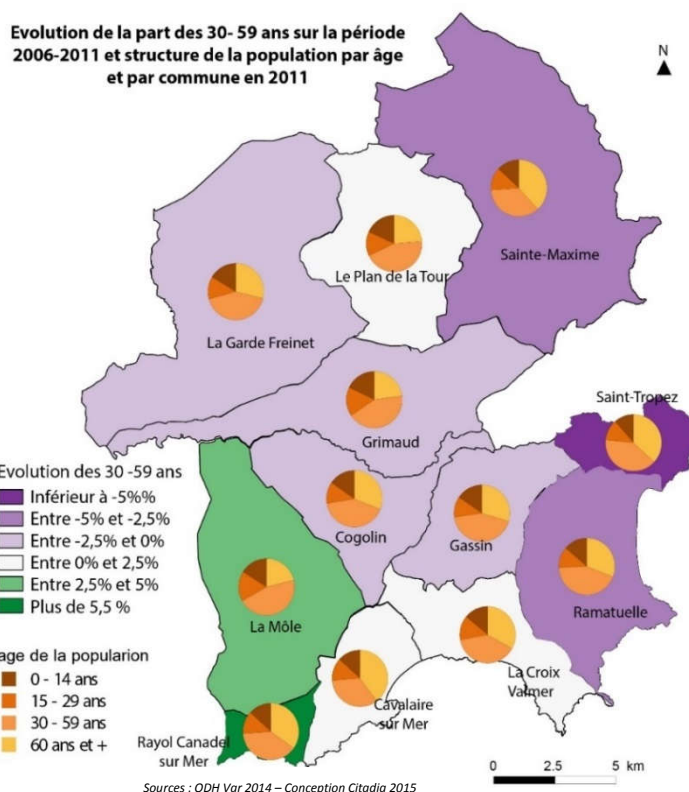 Evolution de la part des 30- 59 ans sur la période
2006-2011 et structure de la population par âge
et par commune en 2011
N
Sainte-Maxime
Le Plan de la Tour
La Garde Freinet
Saint-Tropez
Grimaud
Cogolin
Gassin
Ramatuelle
La Môle
La Croix
Valmer
Cavalaire
sur Mer
Rayol Canadel
sur Mer
Evolution des 30 -59 ans
Inférieur à -5%%
Entre -5% et -2,5%
Entre -2,5% et 0%
Entre 0% et 2,5%
Entre 2,5% et 5%
Plus de 5,5 %
age de la popularion
0 - 14 ans
15 - 29 ans
30 - 59 ans
60 ans et +
0 2.5 5 km
Sources : ODH Var 2014 – Conception Citadia 2015